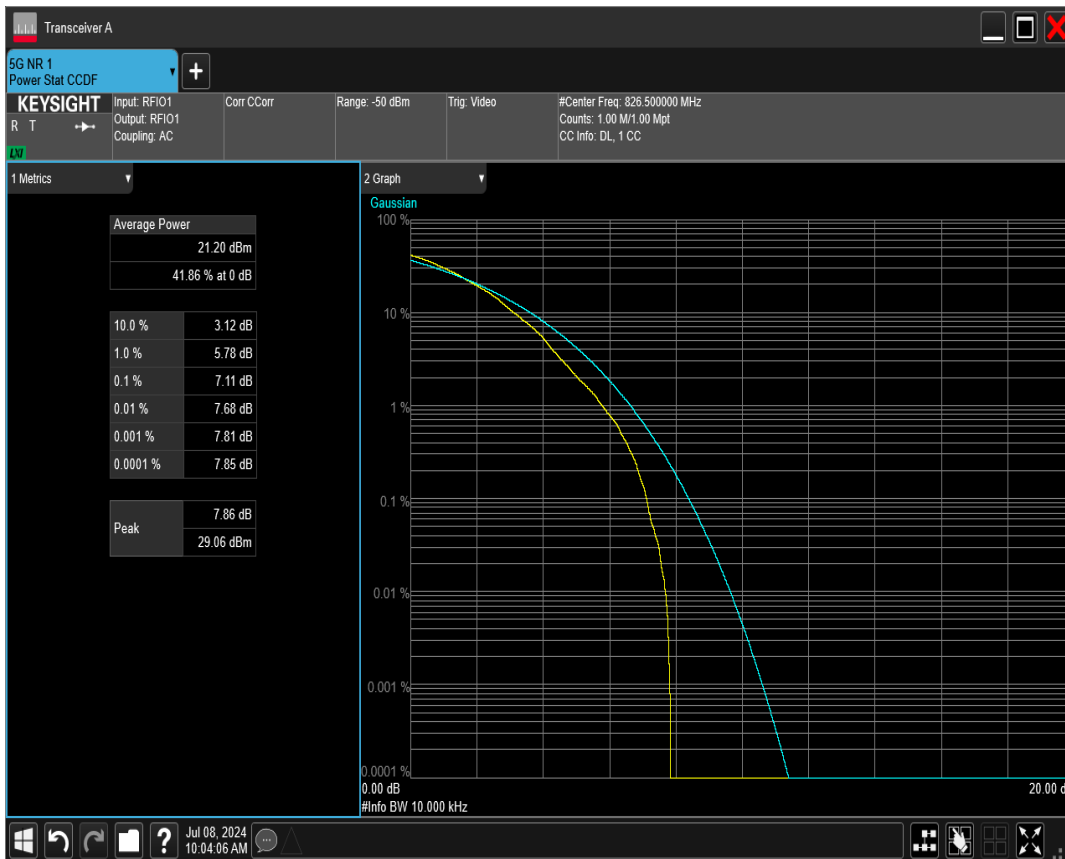 Transceiver A
5G NR 1
Power Stat CCDF
+
KEYSIGHT
R T
LXI
Input: RFIO1
Output: RFIO1
Coupling: AC
Corr CCorr
Range: -50 dBm
Trig: Video
#Center Freq: 826.500000 MHz
Counts: 1.00 M/1.00 Mpt
CC Info: DL, 1 CC
1 Metrics
Average Power
21.20 dBm
41.86 % at 0 dB
10.0 % 3.12 dB
1.0 % 5.78 dB
0.1 % 7.11 dB
0.01 % 7.68 dB
0.001 % 7.81 dB
0.0001 % 7.85 dB
Peak 7.86 dB
29.06 dBm
2 Graph
Gaussian
100 %
10 %
1 %
0.1 %
0.01 %
0.001 %
0.0001 %
0.00 dB 20.00 d
#Info BW 10.000 kHz
?
Jul 08, 2024
10:04:06 AM